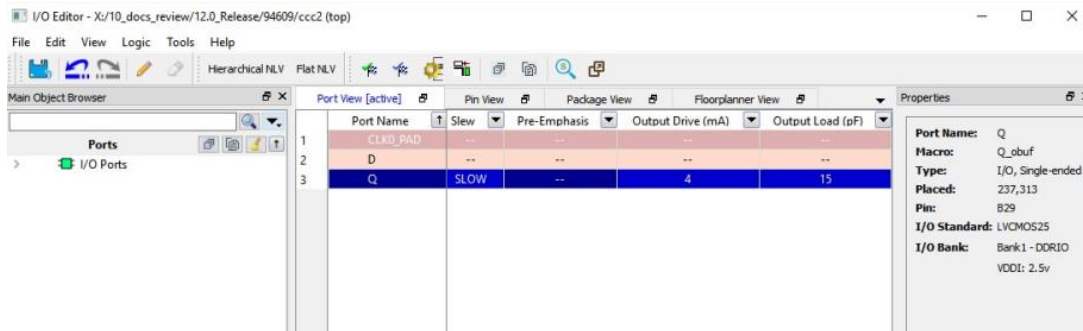 I/O Editor - X:/10_docs_review/12.0_Release/94609/ccc2 (top)
File Edit View Logic Tools Help
Hierarchical NLV Flat NLV
Main Object Browser
Ports
I/O Ports
Port View [active] Pin View Package View Floorplanner View
Port Name Slew Pre-Emphasis Output Drive (mA) Output Load (pF)
1 CLK0_PAD -- -- -- --
2 D -- -- -- --
3 Q SLOW -- 4 15
Properties
Port Name: Q
Macro: Q_obuf
Type: I/O, Single-ended
Placed: 237,313
Pin: B29
I/O Standard: LVCMOS25
I/O Bank: Bank1 - DDRIO
VDDI: 2.5v